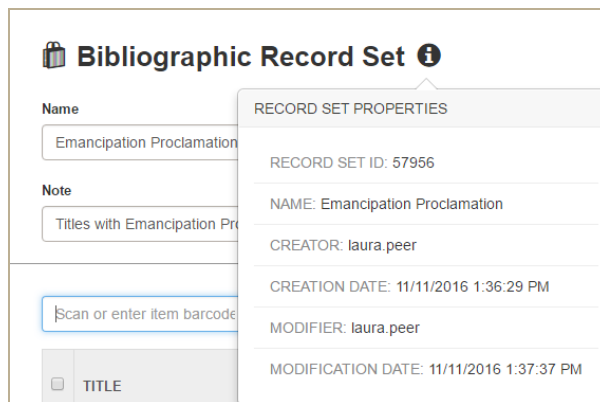 Bibliographic Record Set
Name
Emancipation Proclamation
Note
Titles with Emancipation
Scan or enter item barcode
TITLE
RECORD SET PROPERTIES
RECORD SET ID: 57956
NAME: Emancipation Proclamation
CREATOR: laura.peer
CREATION DATE: 11/11/2016 1:36:29 PM
MODIFIER: laura.peer
MODIFICATION DATE: 11/11/2016 1:37:37 PM